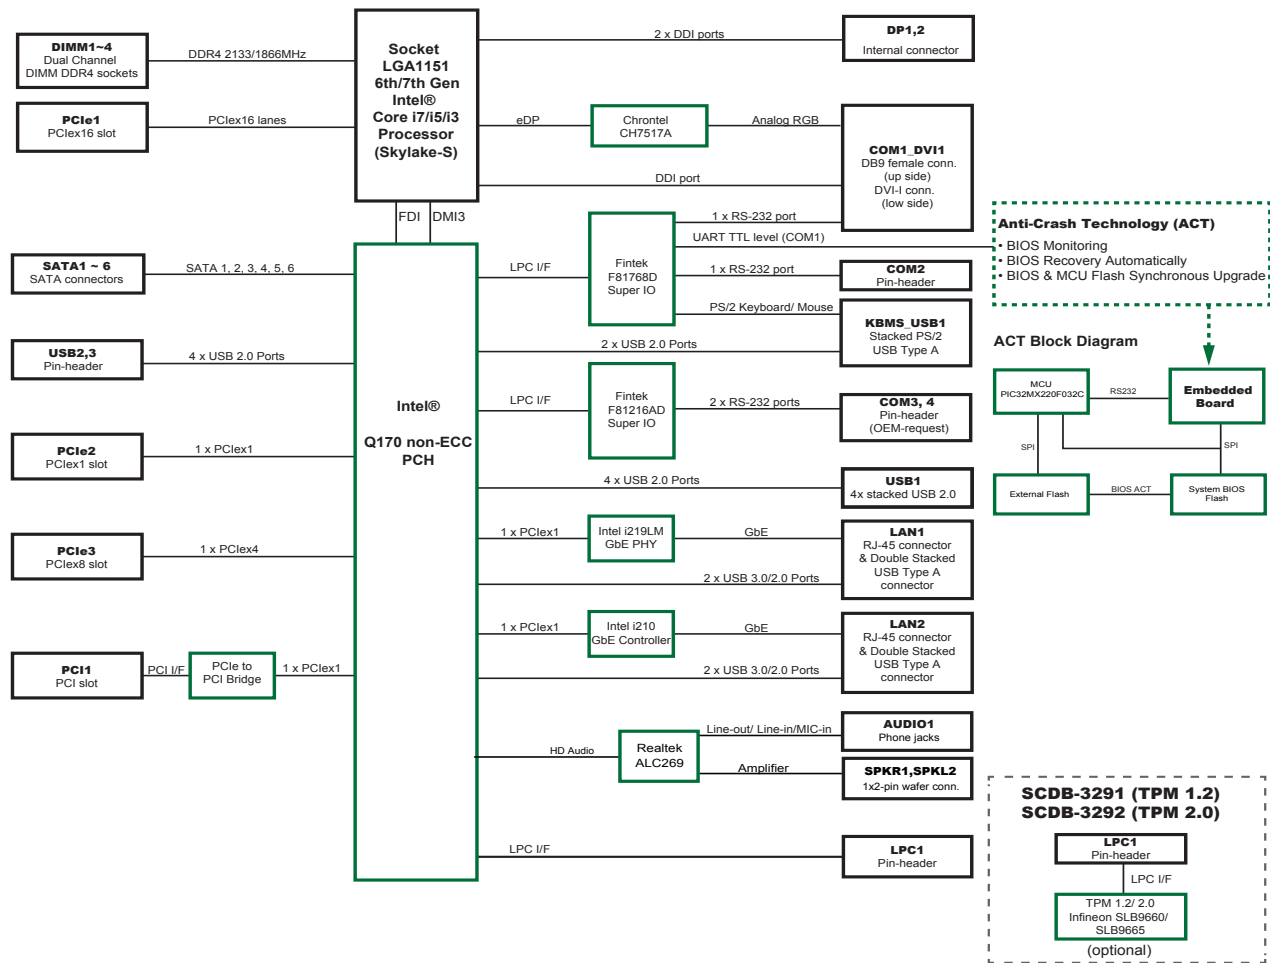 DIMM1~4
Dual Channel
DIMM DDR4 sockets
DDR4 2133/1866MHz
PCIe1
PCIex16 slot
PCIex16 lanes
Socket
LGA1151
6th/7th Gen
Intel®
Core i7/i5/i3
Processor
(Skylake-S)
2 x DDI ports
DP1,2
Internal connector
eDP
Chrontel
CH7517A
Analog RGB
DDI port
COM1_DVI1
DB9 female conn.
(up side)
DVI-I conn.
(low side)
FDI
DMI3
1 x RS-232 port
UART TTL level (COM1)
Anti-Crash Technology (ACT)
• BIOS Monitoring
• BIOS Recovery Automatically
• BIOS & MCU Flash Synchronous Upgrade
SATA1 ~ 6
SATA connectors
SATA 1, 2, 3, 4, 5, 6
LPC I/F
Fintek
F81768D
Super IO
1 x RS-232 port
COM2
Pin-header
PS/2 Keyboard/ Mouse
KBMS_USB1
Stacked PS/2
USB Type A
2 x USB 2.0 Ports
USB2,3
Pin-header
4 x USB 2.0 Ports
ACT Block Diagram
MCU
PIC32MX220F032C
RS232
Embedded
Board
SPI
SPI
External Flash
BIOS ACT
System BIOS
Flash
Intel®
Q170 non-ECC
PCH
LPC I/F
Fintek
F81216AD
Super IO
2 x RS-232 ports
COM3, 4
Pin-header
(OEM-request)
PCIe2
PCIex1 slot
1 x PCIex1
4 x USB 2.0 Ports
USB1
4x stacked USB 2.0
PCIe3
PCIex8 slot
1 x PCIex4
1 x PCIex1
Intel i219LM
GbE PHY
GbE
LAN1
RJ-45 connector
& Double Stacked
USB Type A
connector
2 x USB 3.0/2.0 Ports
1 x PCIex1
Intel i210
GbE Controller
GbE
LAN2
RJ-45 connector
& Double Stacked
USB Type A
connector
2 x USB 3.0/2.0 Ports
PCI1
PCI slot
PCI I/F
PCIe to
PCI Bridge
1 x PCIex1
HD Audio
Realtek
ALC269
Line-out/ Line-in/MIC-in
AUDIO1
Phone jacks
Amplifier
SPKR1,SPKL2
1x2-pin wafer conn.
LPC I/F
LPC1
Pin-header
SCDB-3291 (TPM 1.2)
SCDB-3292 (TPM 2.0)
LPC1
Pin-header
LPC I/F
TPM 1.2/ 2.0
Infineon SLB9660/
SLB9665
(optional)